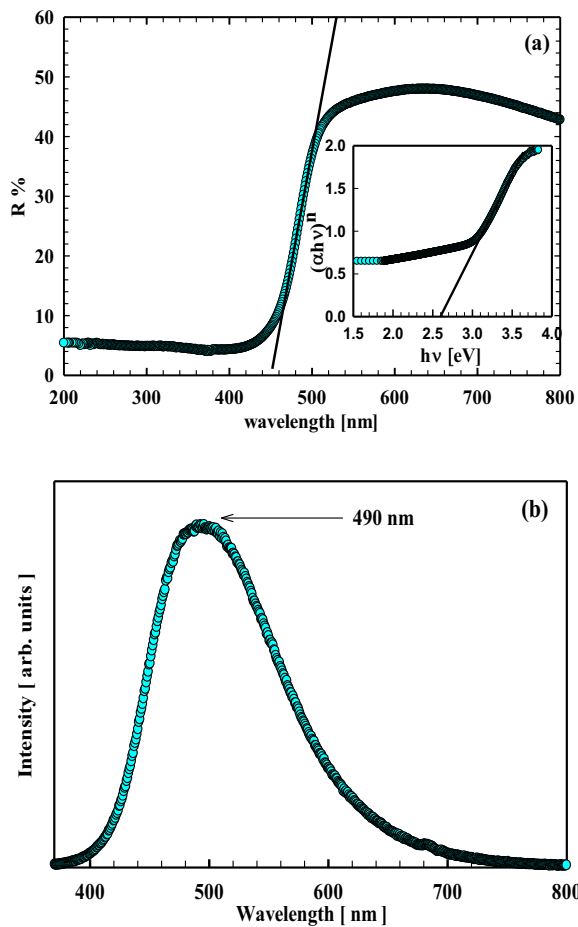 60
(a)
50
40
30
20
10
0
R %
200 300 400 500 600 700 800
wavelength [nm]
2.0
1.5
1.0
0.5
0.0
(αhν)n
1.5 2.0 2.5 3.0 3.5 4.0
hν [eV]
(b)
490 nm
Intensity [ arb. units ]
400 500 600 700 800
Wavelength [ nm ]